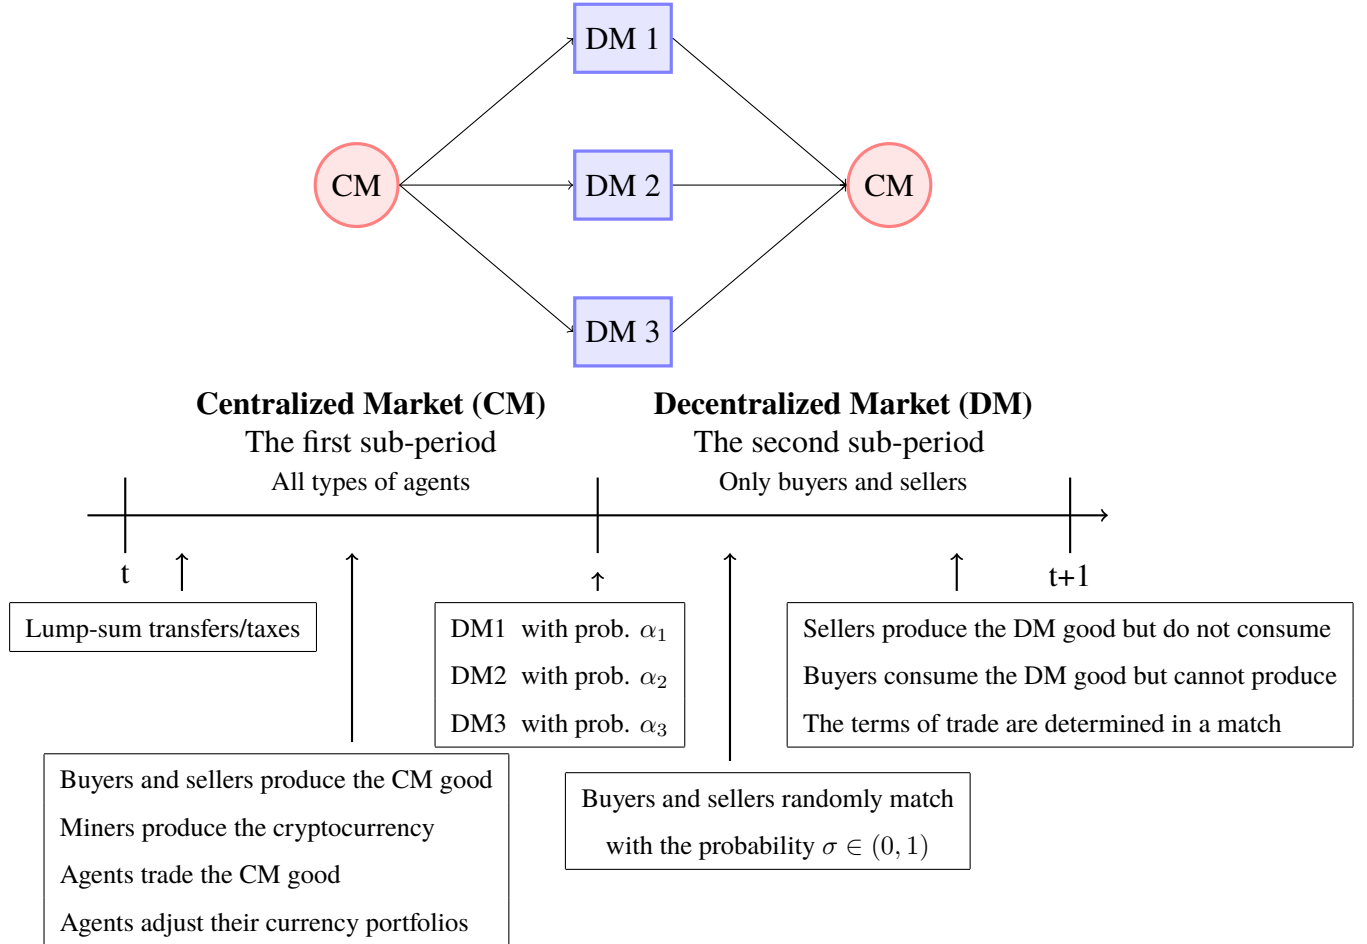 DM 1
CM
DM 2
CM
DM 3
Centralized Market (CM)
Decentralized Market (DM)
The first sub-period
The second sub-period
All types of agents
Only buyers and sellers
t
t+1
Lump-sum transfers/taxes
DM1 with prob. α₁
DM2 with prob. α₂
DM3 with prob. α₃
Sellers produce the DM good but do not consume
Buyers consume the DM good but cannot produce
The terms of trade are determined in a match
Buyers and sellers produce the CM good
Miners produce the cryptocurrency
Agents trade the CM good
Agents adjust their currency portfolios
Buyers and sellers randomly match
with the probability σ ∈ (0, 1)